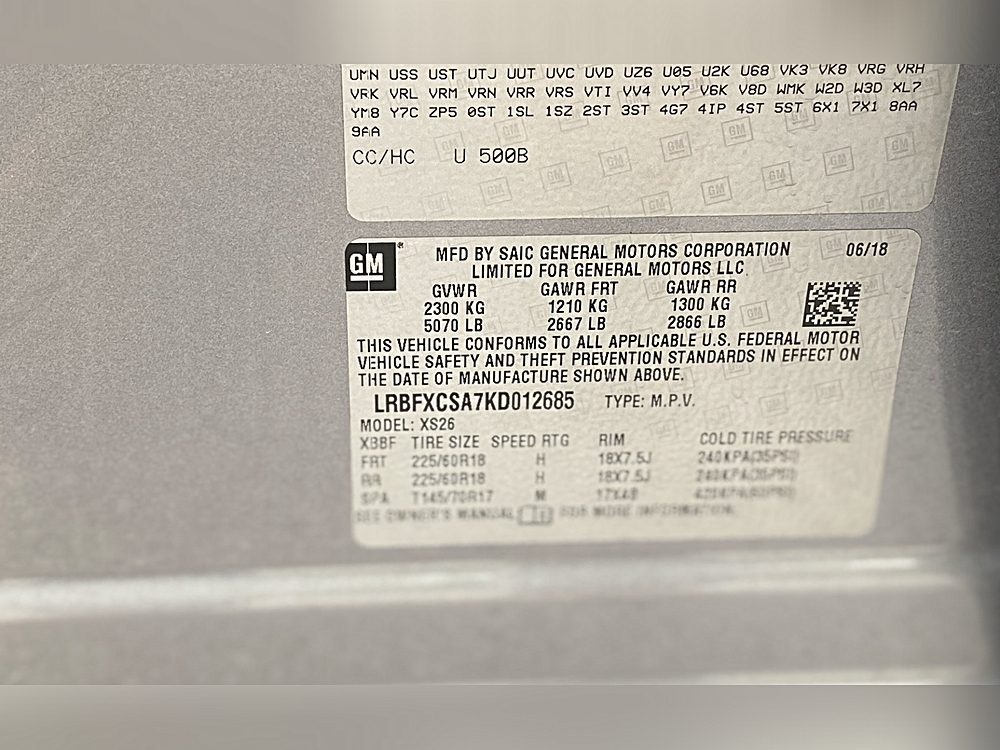 UMN USS UST UTJ UUT UVC UVD UZ6 U05 U2K U68 VK3 VK8 VRG VRH
VRK VRL VRM VRN VRR VRS VTI VV4 VY7 V6K V8D WMK W2D W3D XL7
YM8 Y7C ZP5 0ST 1SL 1SZ 2ST 3ST 4G7 4IP 4ST 5ST 6X1 7X1 8AA
9AA
CC/HC U 500B
GM
MFD BY SAIC GENERAL MOTORS CORPORATION 06/18
LIMITED FOR GENERAL MOTORS LLC
GVWR GAWR FRT GAWR RR
2300 KG 1210 KG 1300 KG
5070 LB 2667 LB 2866 LB
THIS VEHICLE CONFORMS TO ALL APPLICABLE U.S. FEDERAL MOTOR
VEHICLE SAFETY AND THEFT PREVENTION STANDARDS IN EFFECT ON
THE DATE OF MANUFACTURE SHOWN ABOVE.
LRBFXCSA7KD012685 TYPE: M.P.V.
MODEL: XS26
XBBF TIRE SIZE SPEED RTG RIM COLD TIRE PRESSURE
FRT 225/60R18 H 18X7.5J 240KPA(35PSI)
RR 225/60R18 H 18X7.5J 240KPA(35PSI)
SPA T145/70R17 M
SEE OWNER'S MANUAL FOR MORE INFORMATION